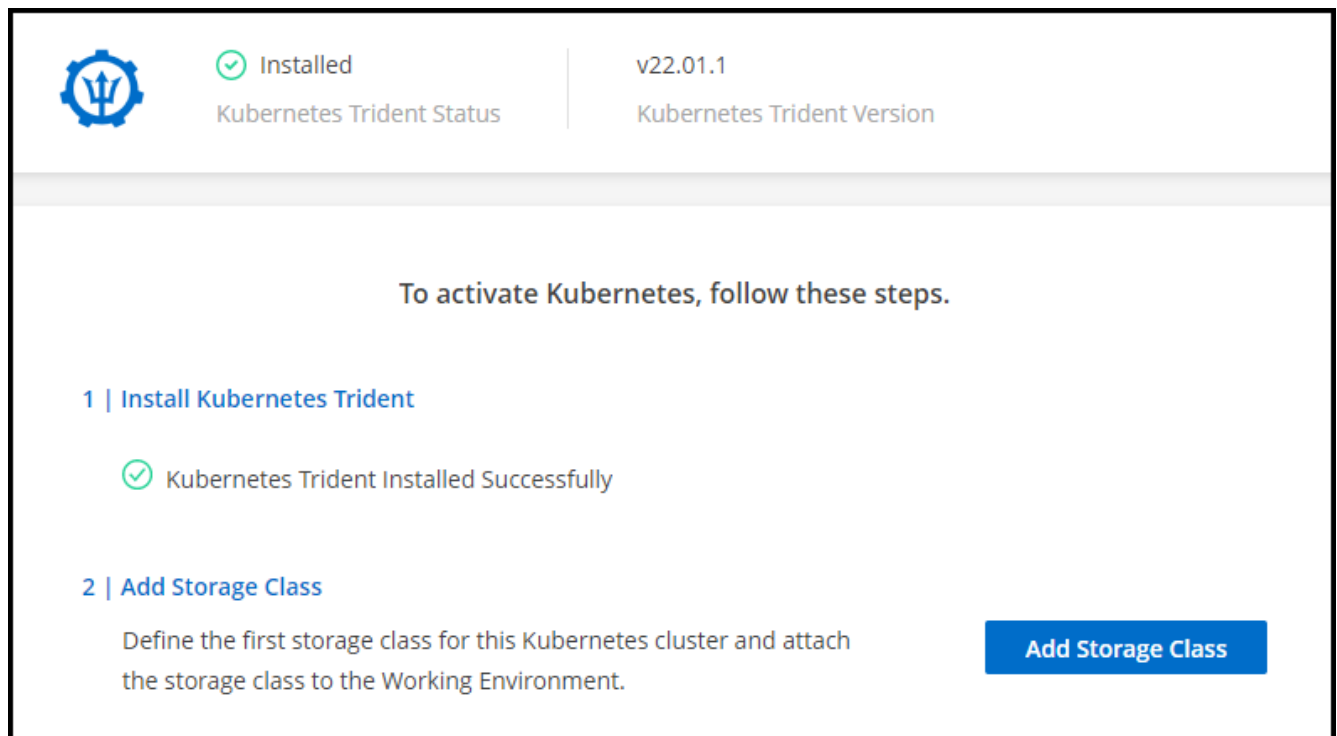 Installed
Kubernetes Trident Status
v22.01.1
Kubernetes Trident Version
To activate Kubernetes, follow these steps.
1 | Install Kubernetes Trident
Kubernetes Trident Installed Successfully
2 | Add Storage Class
Define the first storage class for this Kubernetes cluster and attach
the storage class to the Working Environment.
Add Storage Class